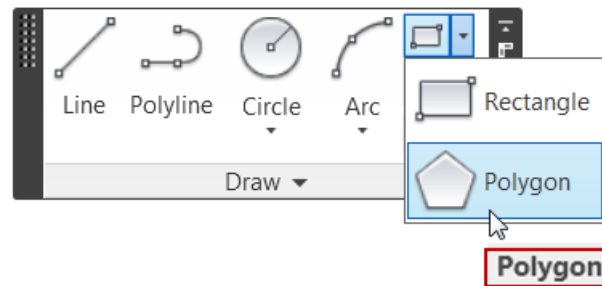 Line Polyline Circle Arc
Rectangle
Polygon
Draw
Polygon